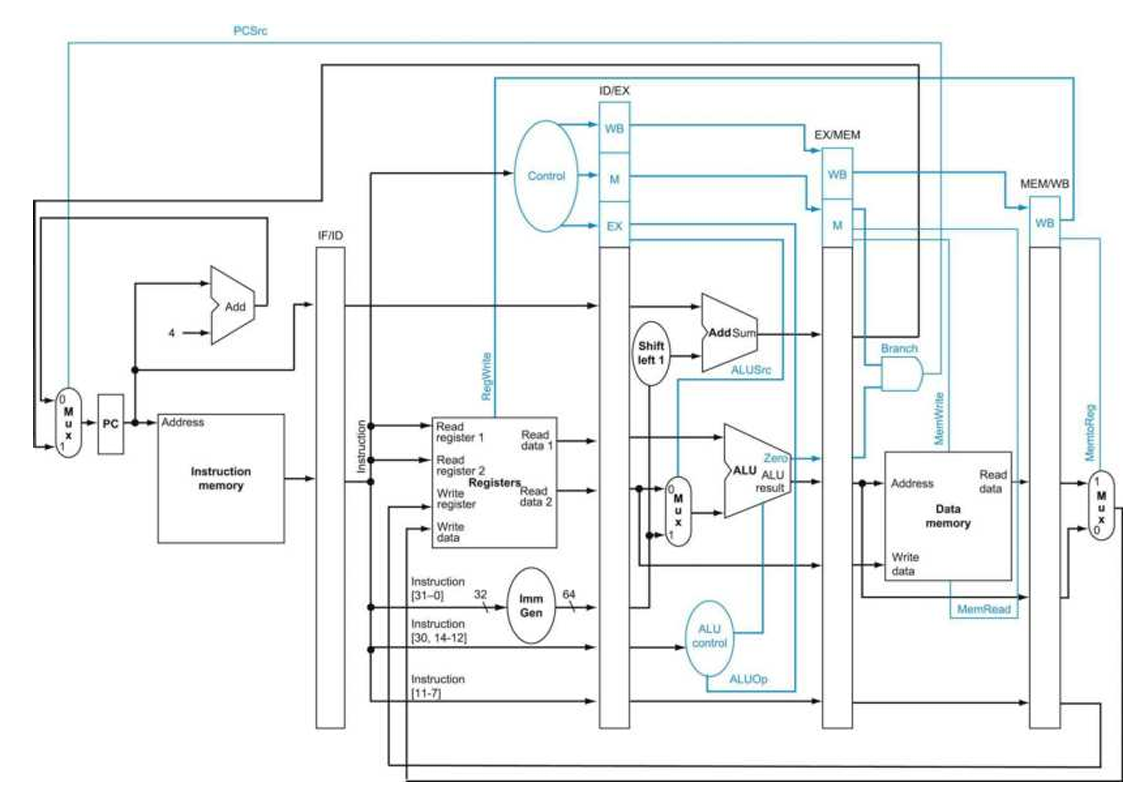 PCSrc
ID/EX
WB
EX/MEM
Control
M
WB
MEM/WB
EX
M
WB
IF/ID
Add
4
Add Sum
Shift
left 1
Branch
ALUSrc
RegWrite
MemWrite
MemtoReg
0
M
u
x
1
PC
Address
Instruction
memory
Instruction
Read
register 1
Read
register 2
Registers
Write
register
Write
data
Read
data 1
Read
data 2
0
M
u
x
1
Zero
ALU
ALU
result
Address
Read
data
Data
memory
Write
data
1
M
u
x
0
MemRead
Instruction
[31–0]
32
Imm
Gen
64
Instruction
[30, 14-12]
ALU
control
Instruction
[11-7]
ALUOp